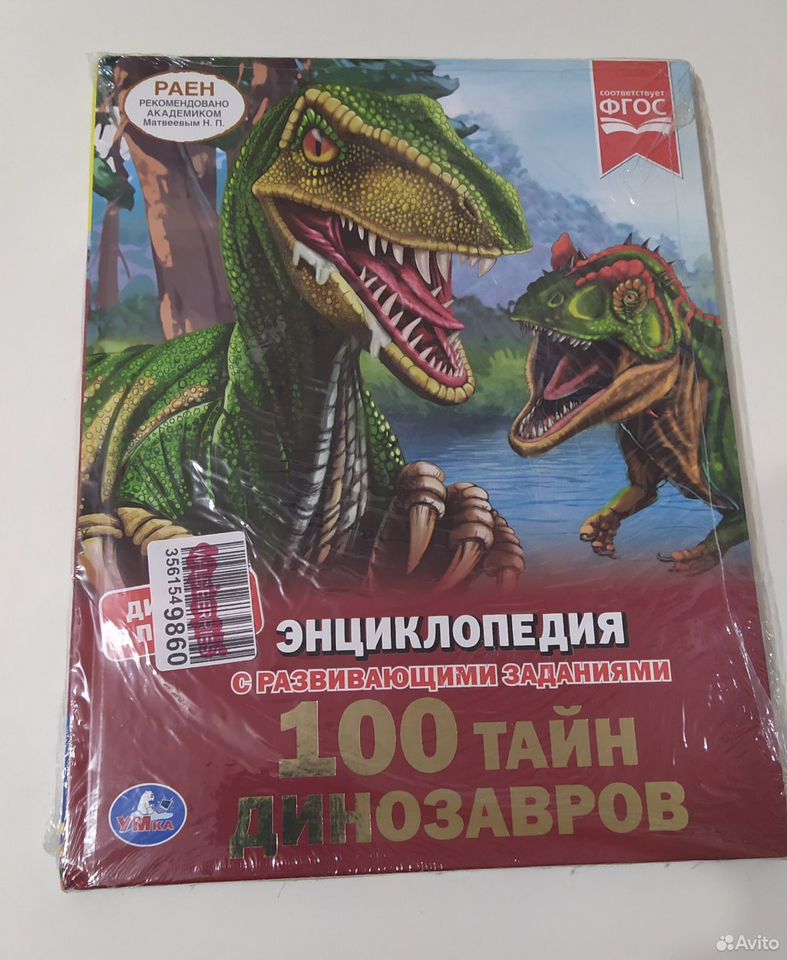 РАЕН
РЕКОМЕНДОВАНО
АКАДЕМИКОМ
Матвеевым Н. П.
соответствует
ФГОС
3561549860
ЭНЦИКЛОПЕДИЯ
С РАЗВИВАЮЩИМИ ЗАДАНИЯМИ
100 ТАЙН
ДИНОЗАВРОВ
УМка
Avito